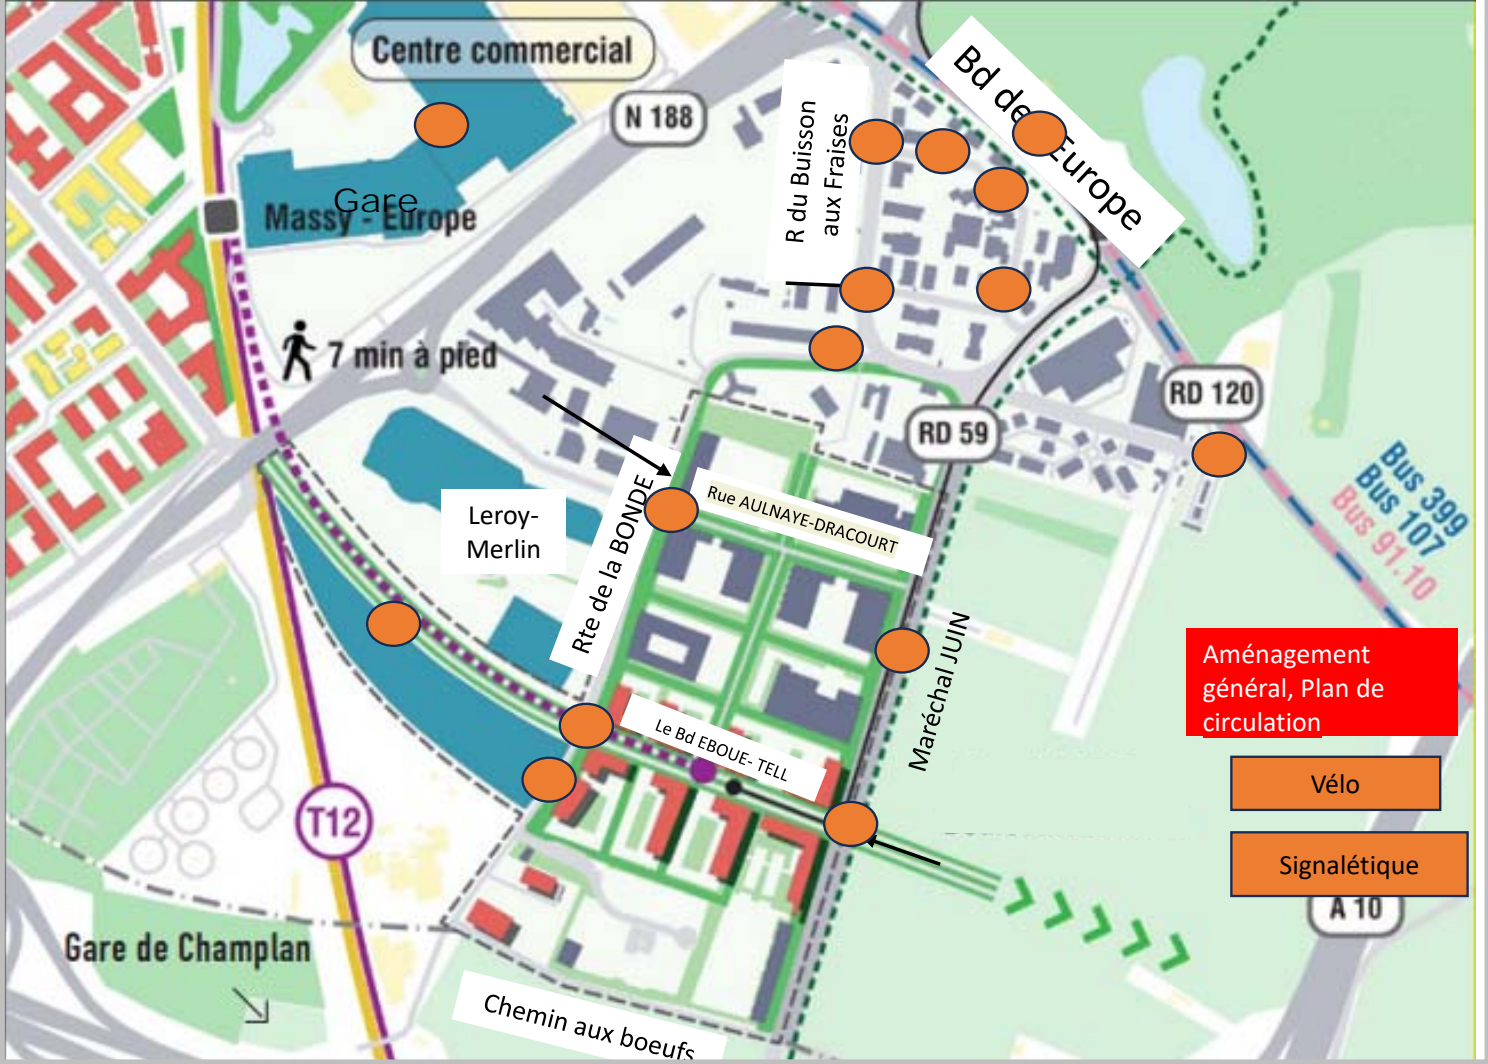 Centre commercial
N 188
Bd de
Europe
R du Buisson
aux Fraises
Gare
Massy - Europe
7 min à pied
RD 120
RD 59
Bus 399
Bus 107
Bus 91.10
Leroy-
Merlin
Rte de la BONDE
Rue AULNAYE-DRACOURT
Maréchal JUIN
Le Bd EBOUE- TELL
Aménagement
général, Plan de
circulation
Vélo
Signalétique
T12
A 10
Gare de Champlan
Chemin aux boeufs